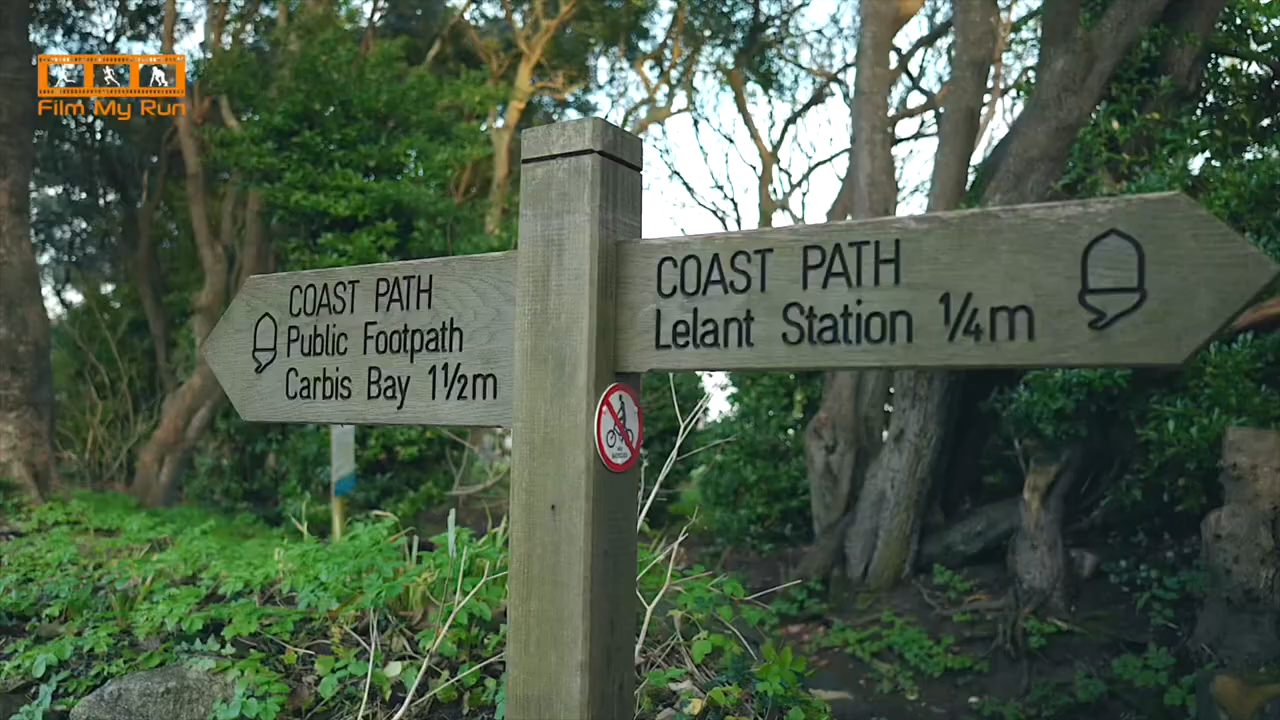 Film My Run
COAST PATH
Public Footpath
Carbis Bay 1½m
COAST PATH
Lelant Station ¼m